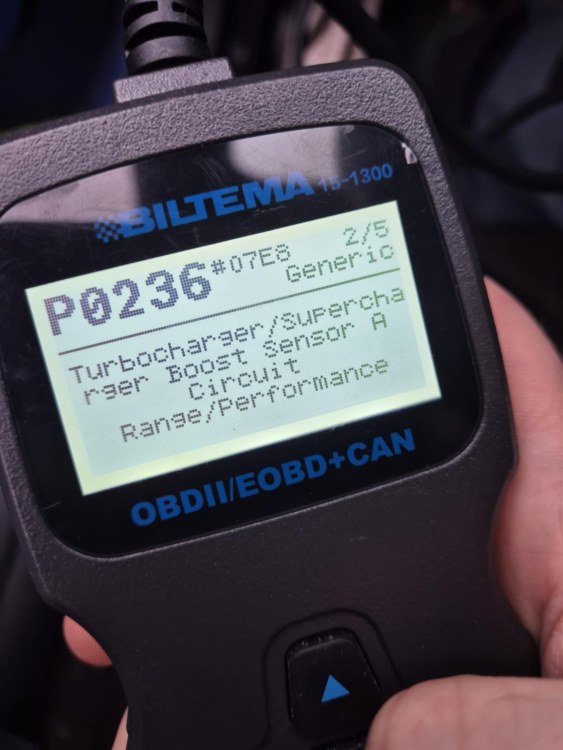 BILTEMA 15-1300
P0236 #07E8 2/5
Generic
Turbocharger/Supercha
rger Boost Sensor A
Circuit
Range/Performance
OBDII/EOBD+CAN